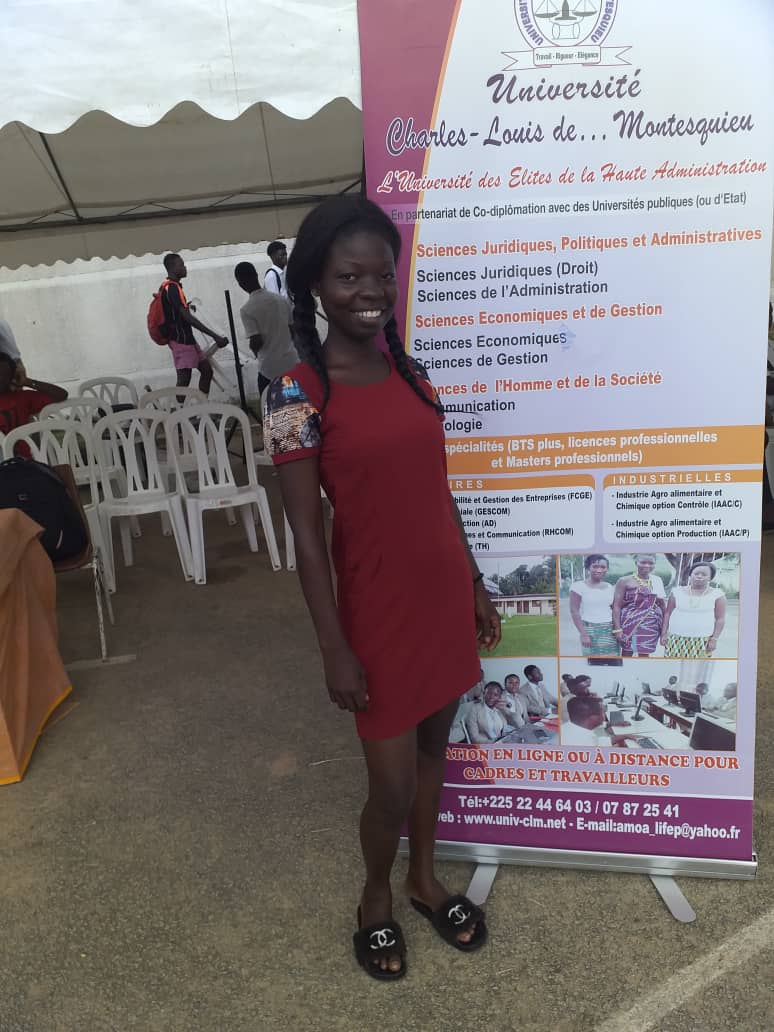 UNIVERSITÉ
ESQUIEU
Travail - Rigueur - Elégance
Université
Charles-Louis de... Montesquieu
L'Université des Elites de la Haute Administration
En partenariat de Co-diplômation avec des Universités publiques (ou d'Etat)
Sciences Juridiques, Politiques et Administratives
Sciences Juridiques (Droit)
Sciences de l'Administration
Sciences Economiques et de Gestion
Sciences Economiques
Sciences de Gestion
ences de l'Homme et de la Société
munication
ologie
spécialités (BTS plus, licences professionnelles
et Masters professionnels)
IRES
bilité et Gestion des Entreprises (FCGE)
iale (GESCOM)
ction (AD)
es et Communication (RHCOM)
(TH)
INDUSTRIELLES
- Industrie Agro alimentaire et
Chimique option Contrôle (IAAC/C)
- Industrie Agro alimentaire et
Chimique option Production (IAAC/P)
ATION EN LIGNE OU À DISTANCE POUR
CADRES ET TRAVAILLEURS
Tél:+225 22 44 64 03 / 07 87 25 41
web : www.univ-clm.net - E-mail:amoa_lifep@yahoo.fr